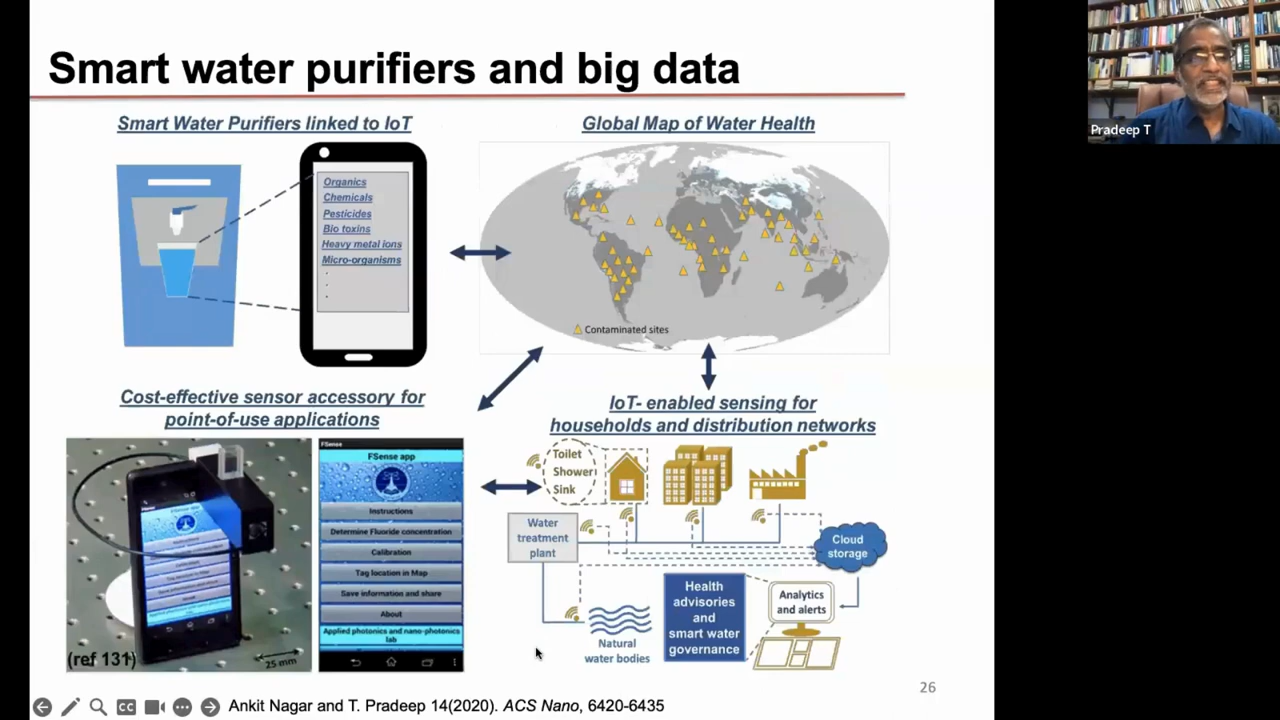 Smart water purifiers and big data
Pradeep T
Smart Water Purifiers linked to IoT
Organics
Chemicals
Pesticides
Bio toxins
Heavy metal ions
Micro-organisms
Global Map of Water Health
Contaminated sites
Cost-effective sensor accessory for
point-of-use applications
FSense app
(ref 131)
25 mm
FSense
FSense app
Instructions
Determine Fluoride concentration
Calibration
Tag location in Map
Save information and share
About
Applied photonics and nano-photonics
lab
IoT- enabled sensing for
households and distribution networks
Toilet
Shower
Sink
Water
treatment
plant
Cloud
storage
Natural
water bodies
Health
advisories
and
smart water
governance
Analytics
and alerts
26
CC
Ankit Nagar and T. Pradeep 14(2020). ACS Nano, 6420-6435